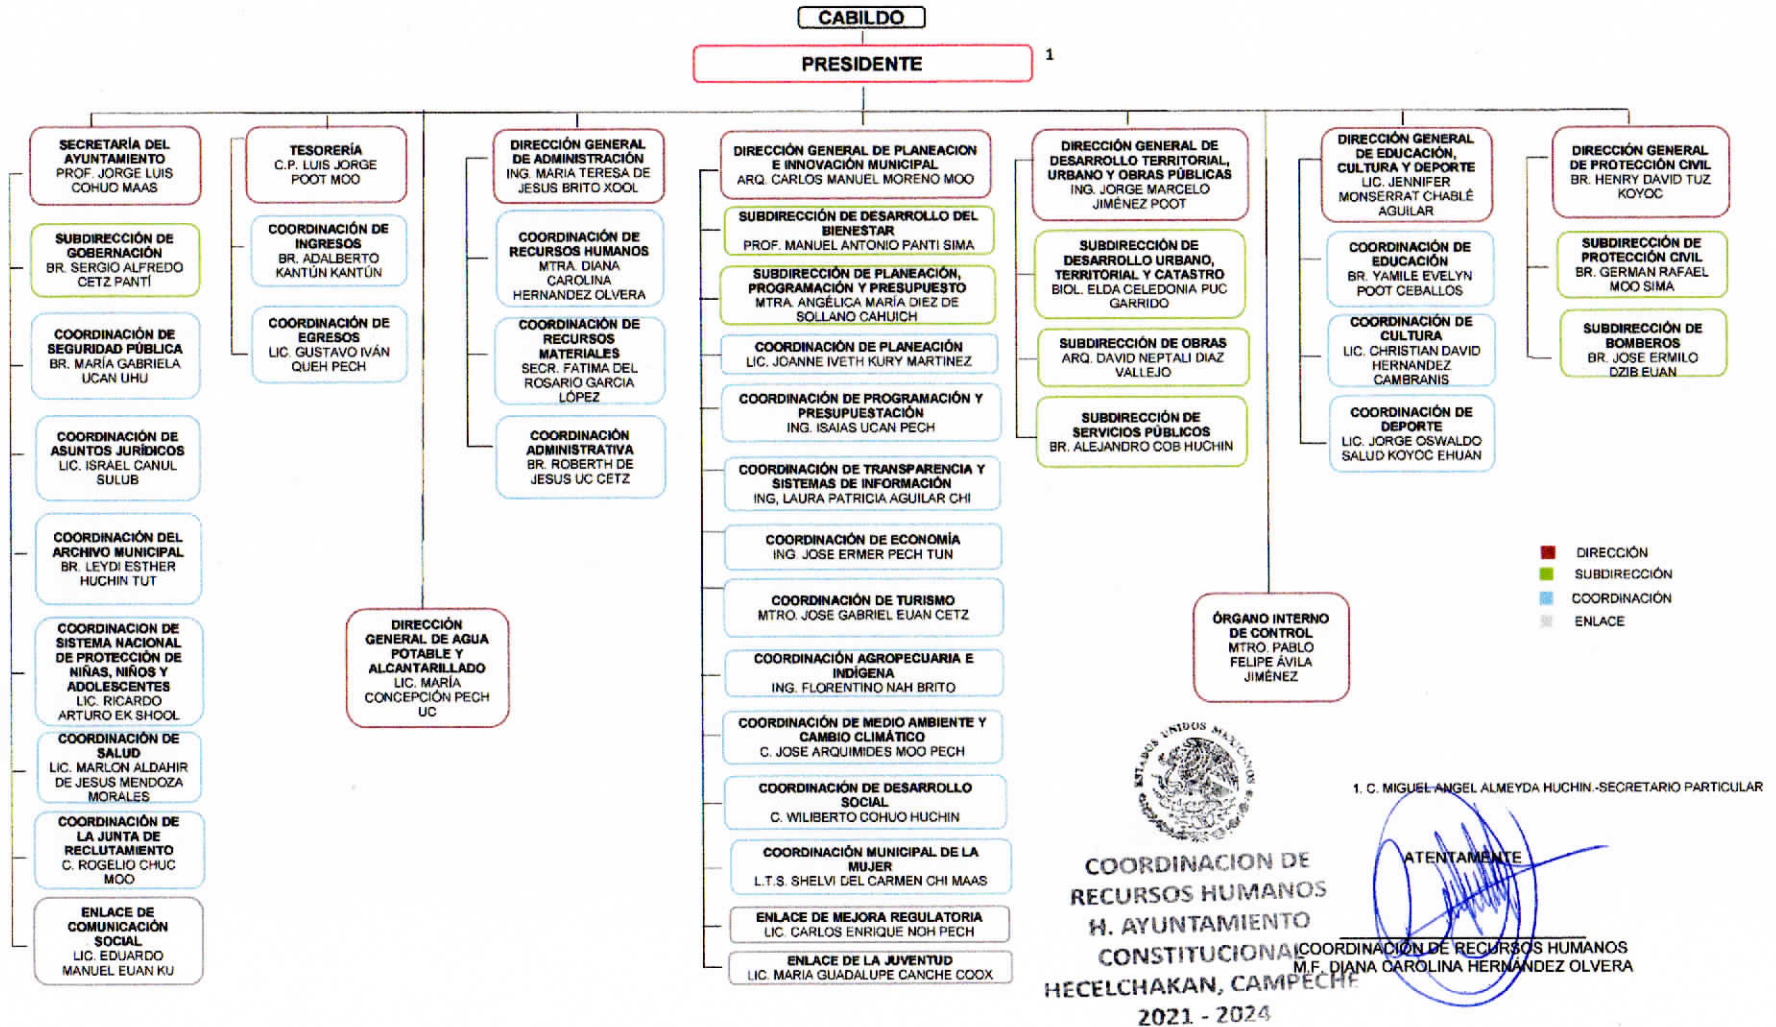 CABILDO
PRESIDENTE
1
SECRETARÍA DEL
AYUNTAMIENTO
PROF. JORGE LUIS
COHUO MAAS
SUBDIRECCIÓN DE
GOBERNACIÓN
BR. SERGIO ALFREDO
CETZ PANTÍ
COORDINACIÓN DE
SEGURIDAD PÚBLICA
BR. MARÍA GABRIELA
UCAN UHU
COORDINACIÓN DE
ASUNTOS JURÍDICOS
LIC. ISRAEL CANUL
SULUB
COORDINACIÓN DEL
ARCHIVO MUNICIPAL
BR. LEYDI ESTHER
HUCHIN TUT
COORDINACION DE
SISTEMA NACIONAL
DE PROTECCIÓN DE
NIÑAS, NIÑOS Y
ADOLESCENTES
LIC. RICARDO
ARTURO EK SHOOL
COORDINACIÓN DE
SALUD
LIC. MARLON ALDAHIR
DE JESUS MENDOZA
MORALES
COORDINACIÓN DE
LA JUNTA DE
RECLUTAMIENTO
C. ROGELIO CHUC
MOO
ENLACE DE
COMUNICACIÓN
SOCIAL
LIC. EDUARDO
MANUEL EUAN KU
TESORERÍA
C.P. LUIS JORGE
POOT MOO
COORDINACIÓN DE
INGRESOS
BR. ADALBERTO
KANTÚN KANTÚN
COORDINACIÓN DE
EGRESOS
LIC. GUSTAVO IVÁN
QUEH PECH
DIRECCIÓN
GENERAL DE AGUA
POTABLE Y
ALCANTARILLADO
LIC. MARÍA
CONCEPCIÓN PECH
UC
DIRECCIÓN GENERAL
DE ADMINISTRACIÓN
ING. MARIA TERESA DE
JESUS BRITO XOOL
COORDINACIÓN DE
RECURSOS HUMANOS
MTRA. DIANA
CAROLINA
HERNANDEZ OLVERA
COORDINACIÓN DE
RECURSOS
MATERIALES
SECR. FATIMA DEL
ROSARIO GARCIA
LÓPEZ
COORDINACIÓN
ADMINISTRATIVA
BR. ROBERTH DE
JESUS UC CETZ
DIRECCIÓN GENERAL DE PLANEACION
E INNOVACIÓN MUNICIPAL
ARQ. CARLOS MANUEL MORENO MOO
SUBDIRECCIÓN DE DESARROLLO DEL
BIENESTAR
PROF. MANUEL ANTONIO PANTI SIMA
SUBDIRECCIÓN DE PLANEACIÓN,
PROGRAMACIÓN Y PRESUPUESTO
MTRA. ANGÉLICA MARÍA DIEZ DE
SOLLANO CAHUICH
COORDINACIÓN DE PLANEACIÓN
LIC. JOANNE IVETH KURY MARTINEZ
COORDINACIÓN DE PROGRAMACIÓN Y
PRESUPUESTACIÓN
ING. ISAIAS UCAN PECH
COORDINACIÓN DE TRANSPARENCIA Y
SISTEMAS DE INFORMACIÓN
ING, LAURA PATRICIA AGUILAR CHI
COORDINACIÓN DE ECONOMÍA
ING. JOSE ERMER PECH TUN
COORDINACIÓN DE TURISMO
MTRO. JOSE GABRIEL EUAN CETZ
COORDINACIÓN AGROPECUARIA E
INDÍGENA
ING. FLORENTINO NAH BRITO
COORDINACIÓN DE MEDIO AMBIENTE Y
CAMBIO CLIMÁTICO
C. JOSE ARQUIMIDES MOO PECH
COORDINACIÓN DE DESARROLLO
SOCIAL
C. WILIBERTO COHUO HUCHIN
COORDINACIÓN MUNICIPAL DE LA
MUJER
L.T.S. SHELVI DEL CARMEN CHI MAAS
ENLACE DE MEJORA REGULATORIA
LIC. CARLOS ENRIQUE NOH PECH
ENLACE DE LA JUVENTUD
LIC. MARIA GUADALUPE CANCHE COOX
DIRECCIÓN GENERAL DE
DESARROLLO TERRITORIAL,
URBANO Y OBRAS PÚBLICAS
ING. JORGE MARCELO
JIMÉNEZ POOT
SUBDIRECCIÓN DE
DESARROLLO URBANO,
TERRITORIAL Y CATASTRO
BIOL. ELDA CELEDONIA PUC
GARRIDO
SUBDIRECCIÓN DE OBRAS
ARQ. DAVID NEPTALI DIAZ
VALLEJO
SUBDIRECCIÓN DE
SERVICIOS PÚBLICOS
BR. ALEJANDRO COB HUCHIN
ÓRGANO INTERNO
DE CONTROL
MTRO. PABLO
FELIPE ÁVILA
JIMÉNEZ
DIRECCIÓN GENERAL
DE EDUCACIÓN,
CULTURA Y DEPORTE
LIC. JENNIFER
MONSERRAT CHABLÉ
AGUILAR
COORDINACIÓN DE
EDUCACIÓN
BR. YAMILE EVELYN
POOT CEBALLOS
COORDINACIÓN DE
CULTURA
LIC. CHRISTIAN DAVID
HERNANDEZ
CAMBRANIS
COORDINACIÓN DE
DEPORTE
LIC. JORGE OSWALDO
SALUD KOYOC EHUAN
DIRECCIÓN GENERAL
DE PROTECCIÓN CIVIL
BR. HENRY DAVID TUZ
KOYOC
SUBDIRECCIÓN DE
PROTECCIÓN CIVIL
BR. GERMAN RAFAEL
MOO SIMA
SUBDIRECCIÓN DE
BOMBEROS
BR. JOSE ERMILO
DZIB EUAN
DIRECCIÓN
SUBDIRECCIÓN
COORDINACIÓN
ENLACE
ESTADOS UNIDOS MEXICANOS
COORDINACION DE
RECURSOS HUMANOS
H. AYUNTAMIENTO
CONSTITUCIONAL
HECELCHAKAN, CAMPECHE
2021 - 2024
1. C. MIGUEL ANGEL ALMEYDA HUCHIN.-SECRETARIO PARTICULAR
ATENTAMENTE
COORDINACIÓN DE RECURSOS HUMANOS
M.F. DIANA CAROLINA HERNÁNDEZ OLVERA